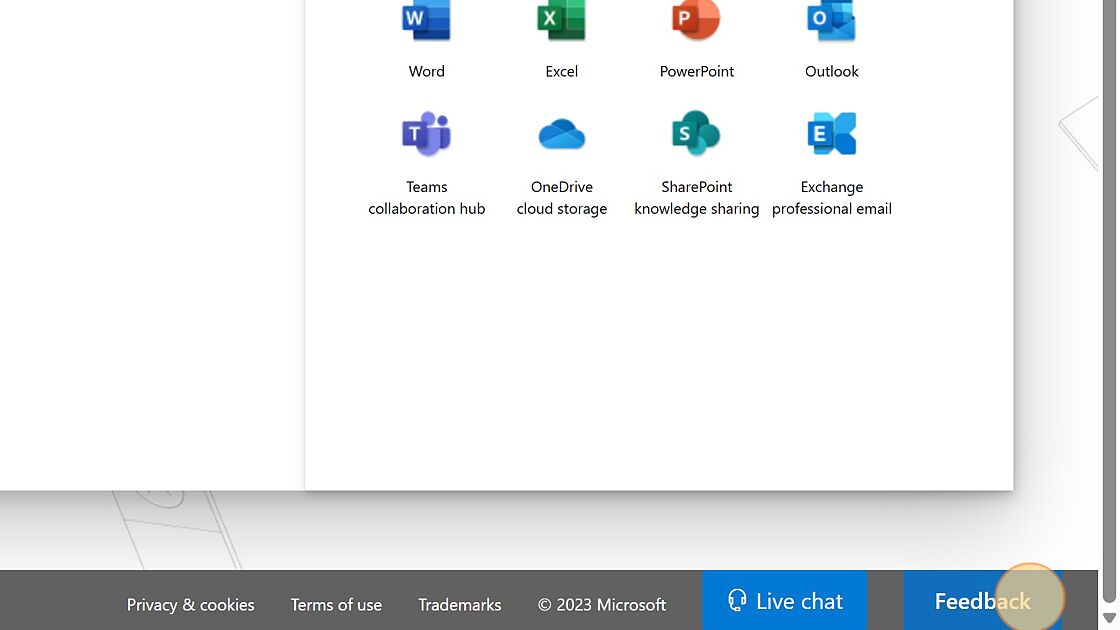 W X P O
Word Excel PowerPoint Outlook
T S E
Teams OneDrive SharePoint Exchange
collaboration hub cloud storage knowledge sharing professional email
Privacy & cookies Terms of use Trademarks © 2023 Microsoft Live chat Feedback